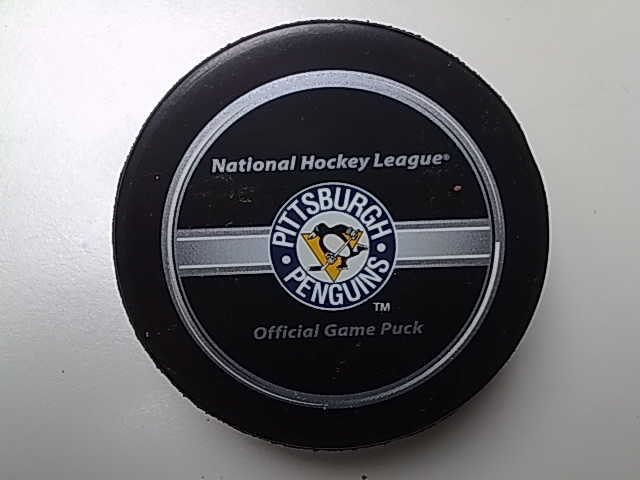 National Hockey League®
PITTSBURGH
PENGUINS
TM
Official Game Puck